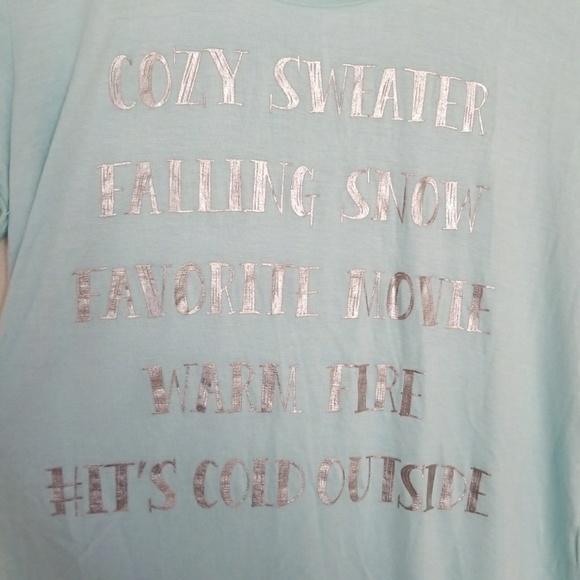 COZY SWEATER
FALLING SNOW
FAVORITE MOVIE
WARM FIRE
#IT'S COLD OUTSIDE